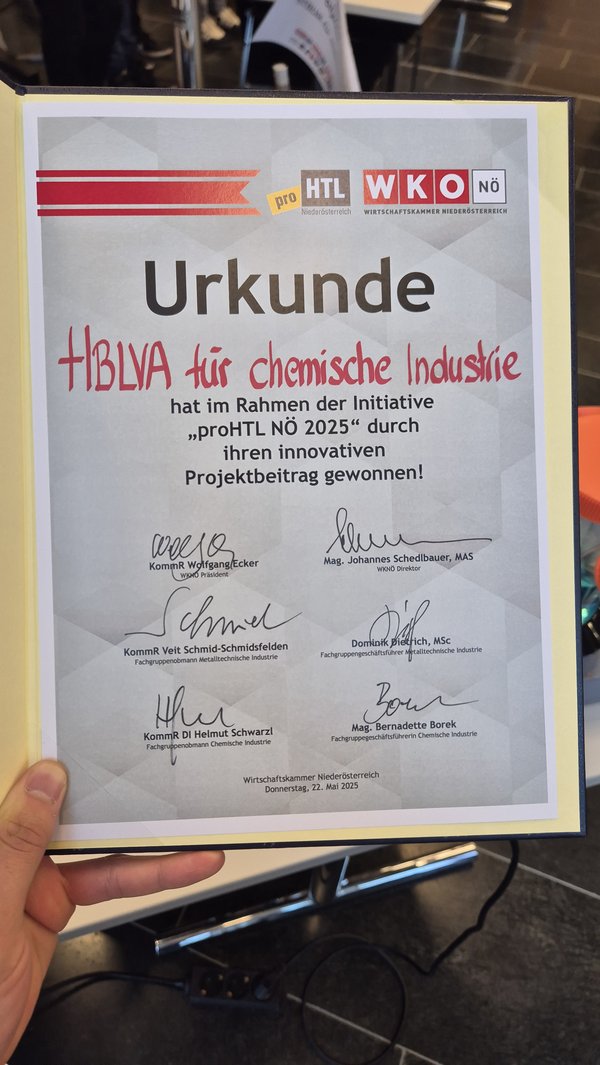 pro HTL
Niederösterreich
WKO NÖ
WIRTSCHAFTSKAMMER NIEDERÖSTERREICH
Urkunde
HBLVA für chemische Industrie
hat im Rahmen der Initiative
„proHTL NÖ 2025“ durch
ihren innovativen
Projektbeitrag gewonnen!
KommR Wolfgang Ecker
WKNÖ Präsident
Mag. Johannes Schedlbauer, MAS
WKNÖ Direktor
KommR Veit Schmid-Schmidsfelden
Fachgruppenobmann Metalltechnische Industrie
Dominik Dietrich, MSc
Fachgruppengeschäftsführer Metalltechnische Industrie
KommR DI Helmut Schwarzl
Fachgruppenobmann Chemische Industrie
Mag. Bernadette Borek
Fachgruppegeschäftsführerin Chemische Industrie
Wirtschaftskammer Niederösterreich
Donnerstag, 22. Mai 2025